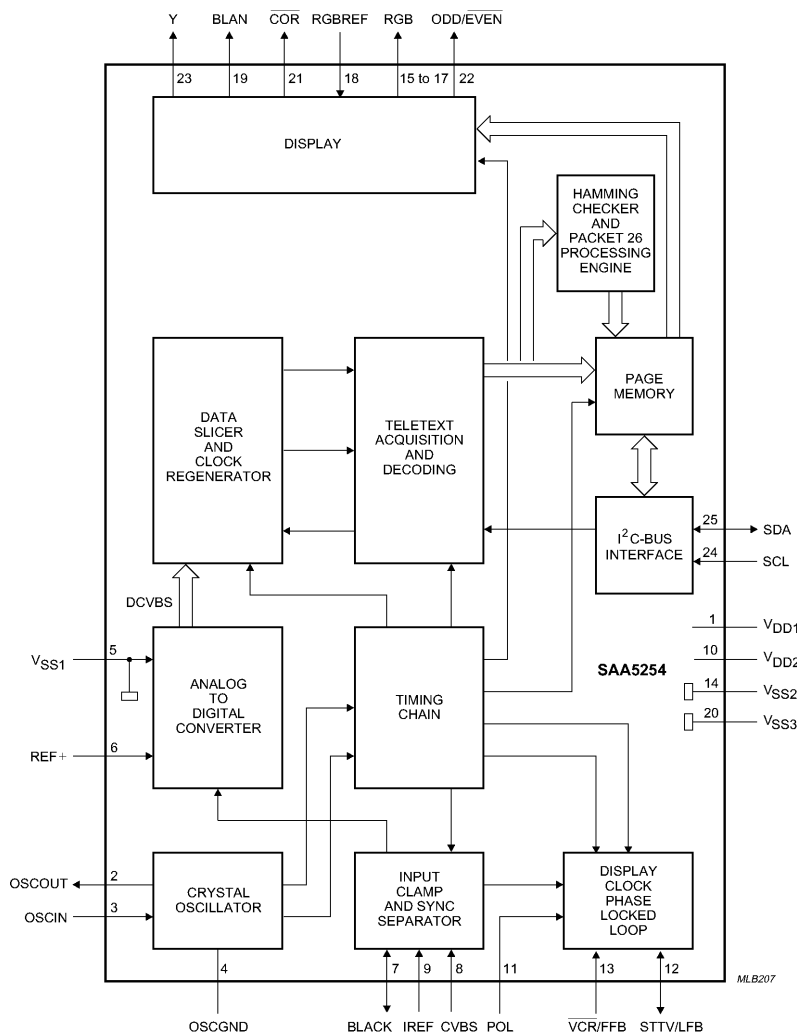 Y BLAN COR RGBREF RGB ODD/EVEN
23 19 21 18 15 to 17 22
DISPLAY
HAMMING
CHECKER
AND
PACKET 26
PROCESSING
ENGINE
DATA
SLICER
AND
CLOCK
REGENERATOR
TELETEXT
ACQUISITION
AND
DECODING
PAGE
MEMORY
I2C-BUS
INTERFACE
25 SDA
24 SCL
DCVBS
1 VDD1
10 VDD2
14 VSS2
20 VSS3
SAA5254
VSS1 5
REF+ 6
ANALOG
TO
DIGITAL
CONVERTER
TIMING
CHAIN
OSCOUT 2
OSCIN 3
CRYSTAL
OSCILLATOR
INPUT
CLAMP
AND SYNC
SEPARATOR
DISPLAY
CLOCK
PHASE
LOCKED
LOOP
4 7 9 8 11 13 12
MLB207
OSCGND BLACK IREF CVBS POL VCR/FFB STTV/LFB